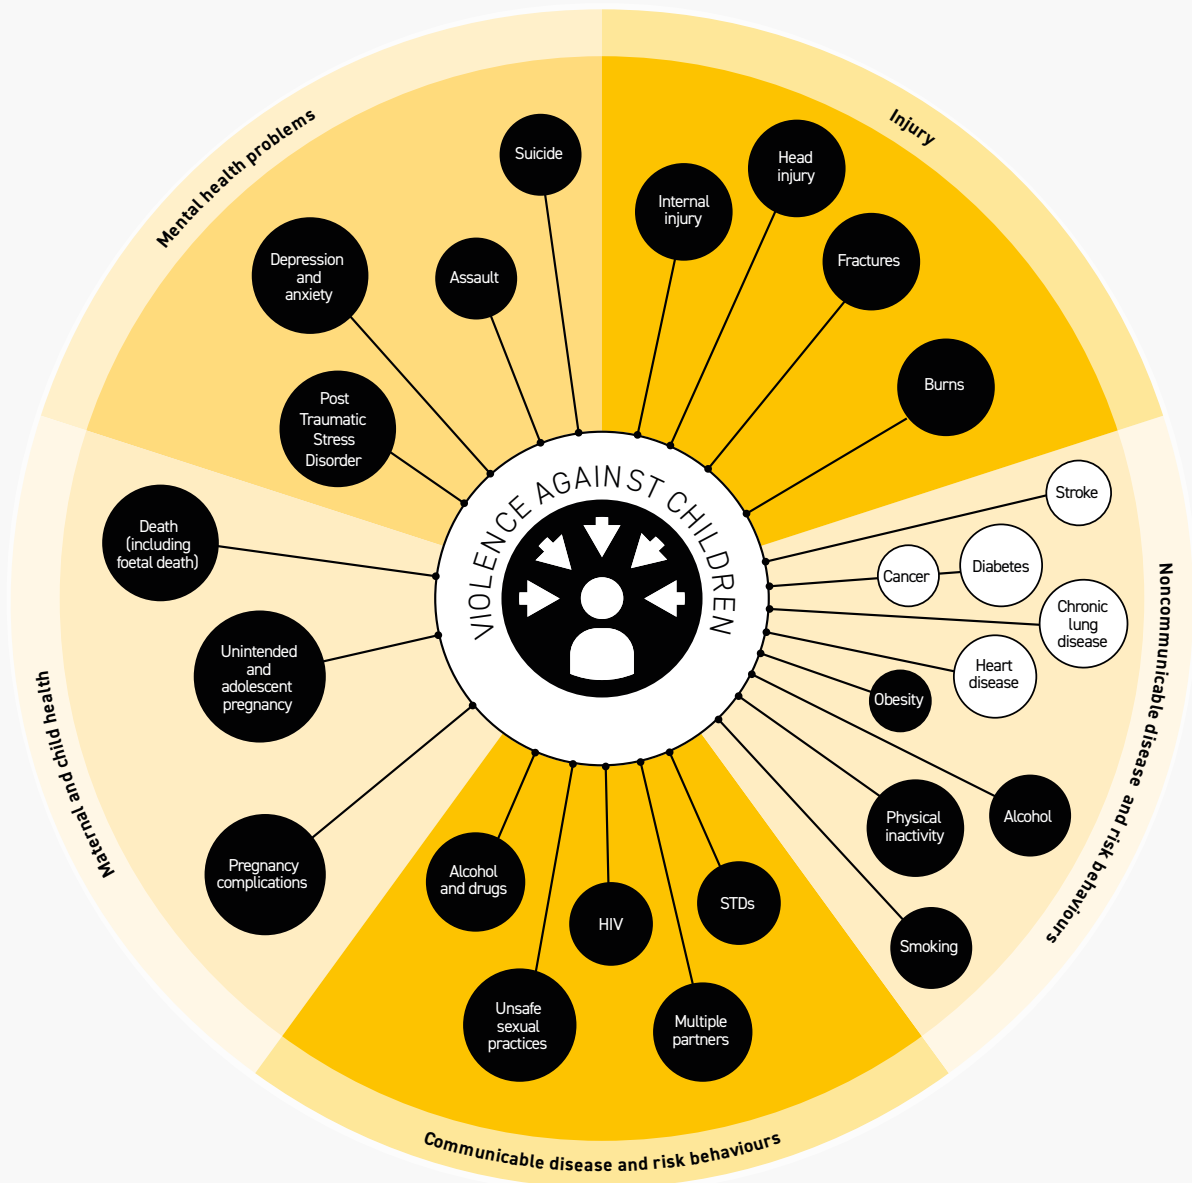 Mental health problems
Suicide
Depression
and
anxiety
Assault
Post
Traumatic
Stress
Disorder
Injury
Internal
injury
Head
injury
Fractures
Burns
VIOLENCE AGAINST CHILDREN
Noncommunicable disease and risk behaviours
Stroke
Cancer
Diabetes
Chronic
lung
disease
Heart
disease
Obesity
Alcohol
Physical
inactivity
Smoking
Communicable disease and risk behaviours
STDs
Multiple
partners
HIV
Unsafe
sexual
practices
Alcohol
and drugs
Maternal and child health
Death
(including
foetal death)
Unintended
and
adolescent
pregnancy
Pregnancy
complications